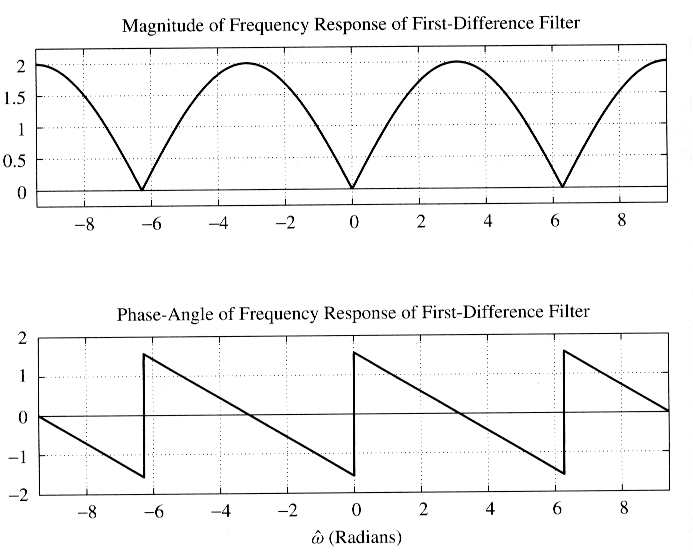 Magnitude of Frequency Response of First-Difference Filter
2
1.5
1
0.5
0
−8 −6 −4 −2 0 2 4 6 8
Phase-Angle of Frequency Response of First-Difference Filter
2
1
0
−1
−2
−8 −6 −4 −2 0 2 4 6 8
ω̂ (Radians)